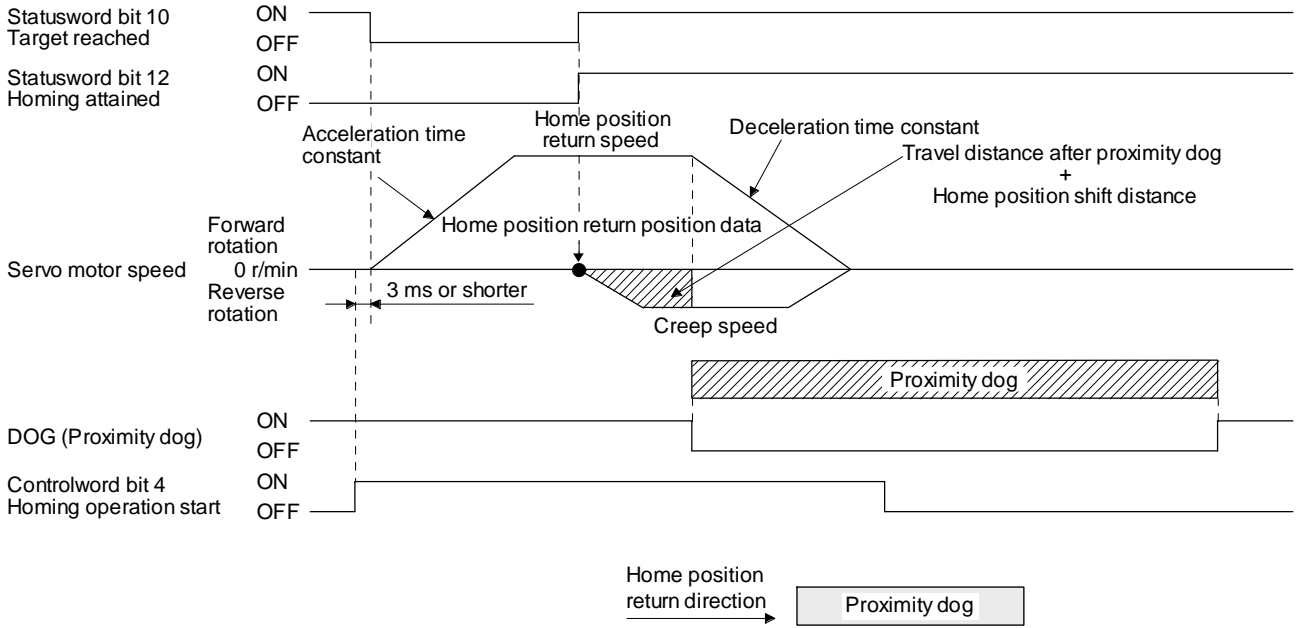 Statusword bit 10
Target reached
ON
OFF
Statusword bit 12
Homing attained
ON
OFF
Acceleration time
constant
Home position
return speed
Deceleration time constant
Travel distance after proximity dog
+
Home position shift distance
Home position return position data
Forward
rotation
Servo motor speed
0 r/min
Reverse
rotation
3 ms or shorter
Creep speed
Proximity dog
DOG (Proximity dog)
ON
OFF
Controlword bit 4
Homing operation start
ON
OFF
Home position
return direction
Proximity dog